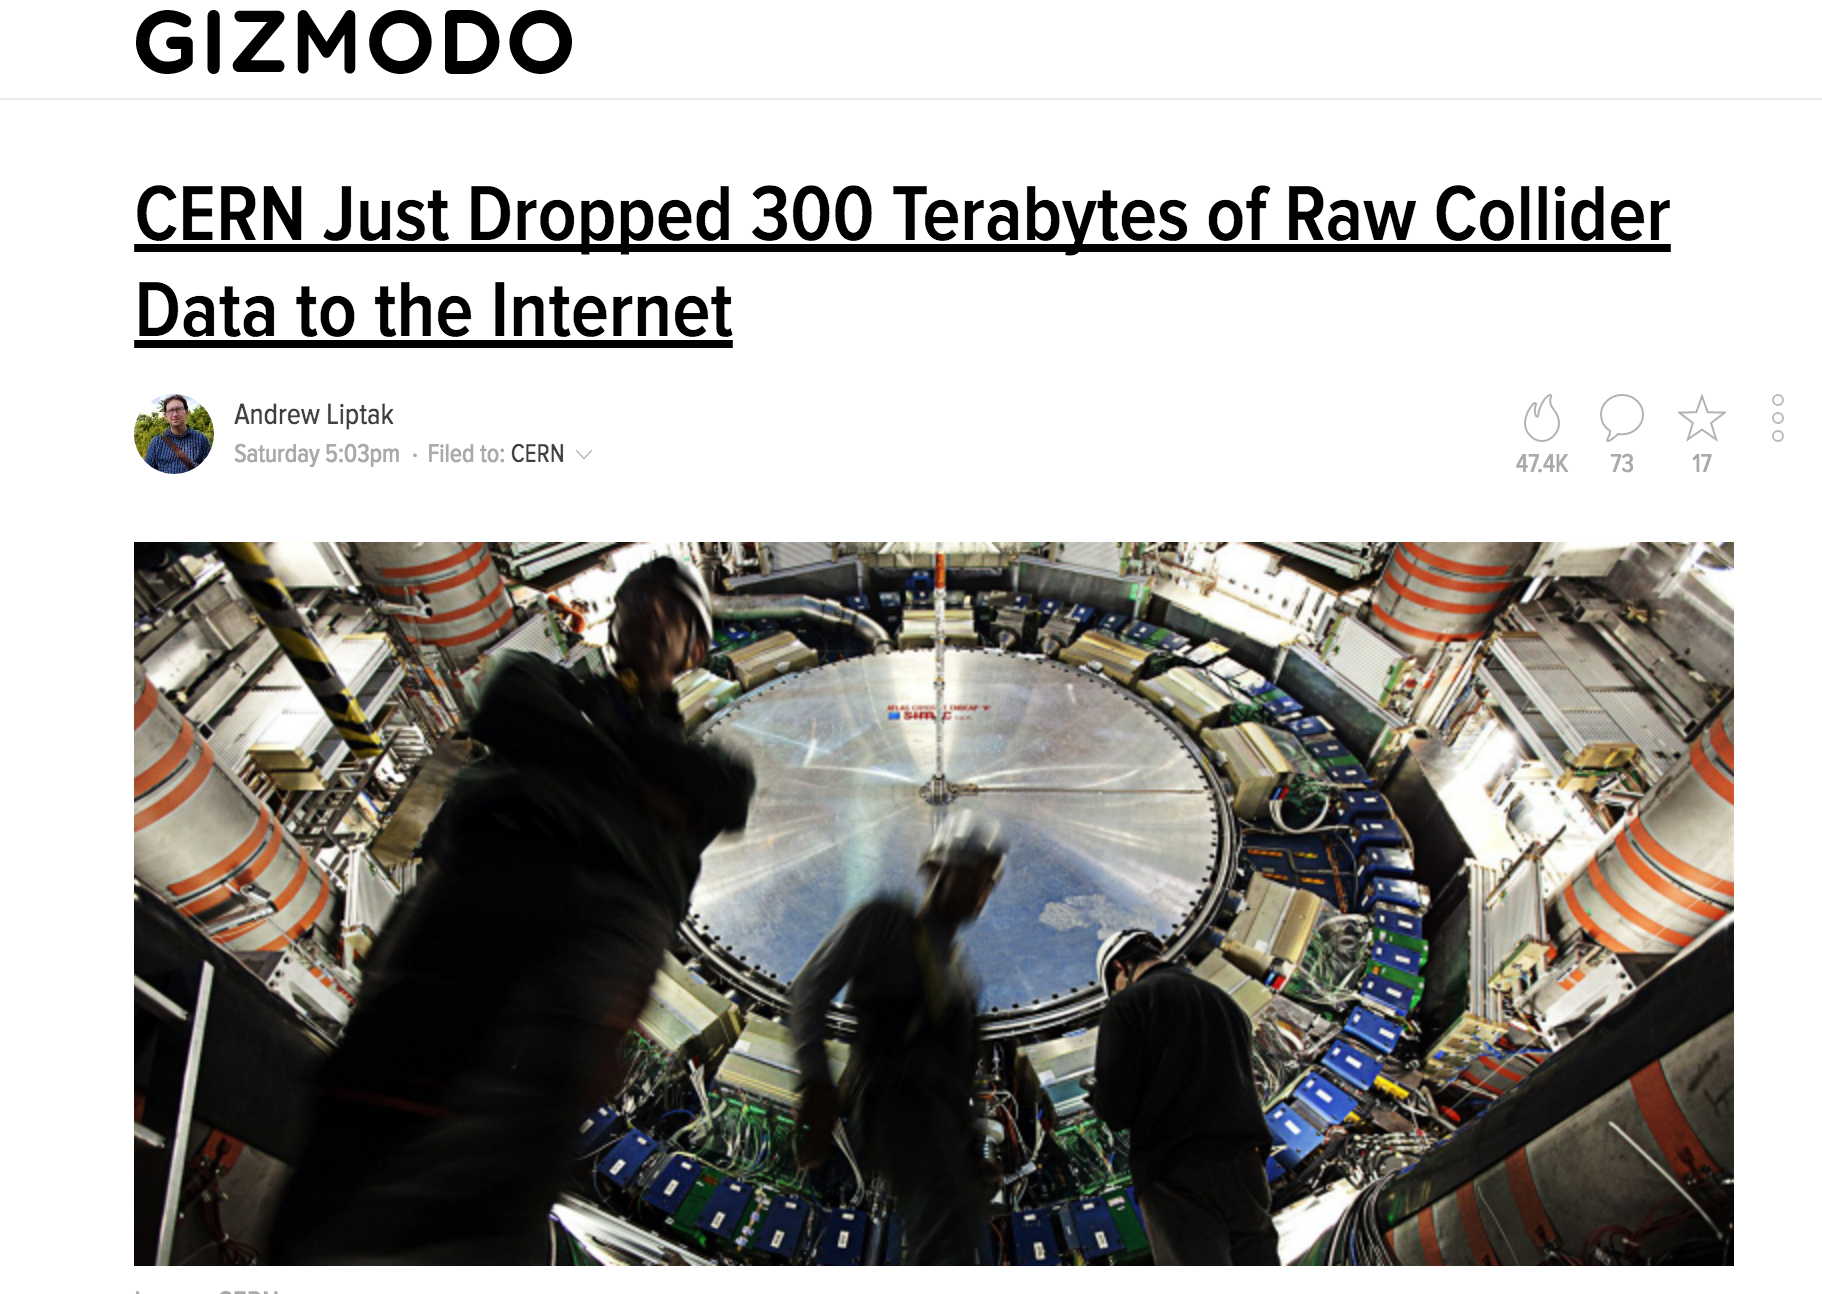 GIZMODO
CERN Just Dropped 300 Terabytes of Raw Collider
Data to the Internet
Andrew Liptak
Saturday 5:03pm · Filed to: CERN
47.4K 73 17